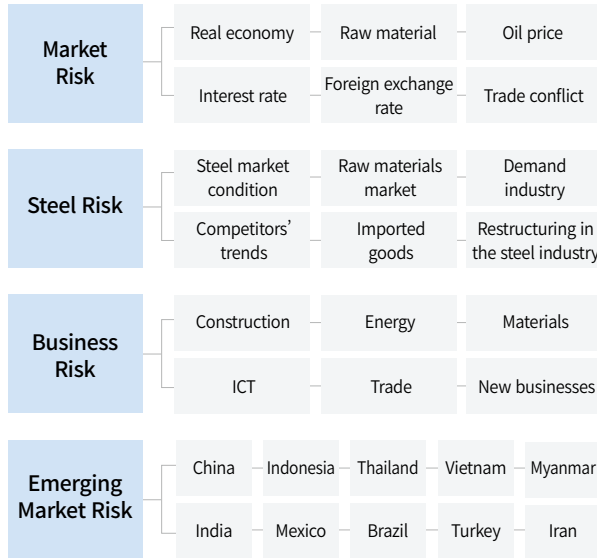 Market
Risk
Real economy
Raw material
Oil price
Interest rate
Foreign exchange
rate
Trade conflict
Steel Risk
Steel market
condition
Raw materials
market
Demand
industry
Competitors’
trends
Imported
goods
Restructuring in
the steel industry
Business
Risk
Construction
Energy
Materials
ICT
Trade
New businesses
Emerging
Market Risk
China
Indonesia
Thailand
Vietnam
Myanmar
India
Mexico
Brazil
Turkey
Iran